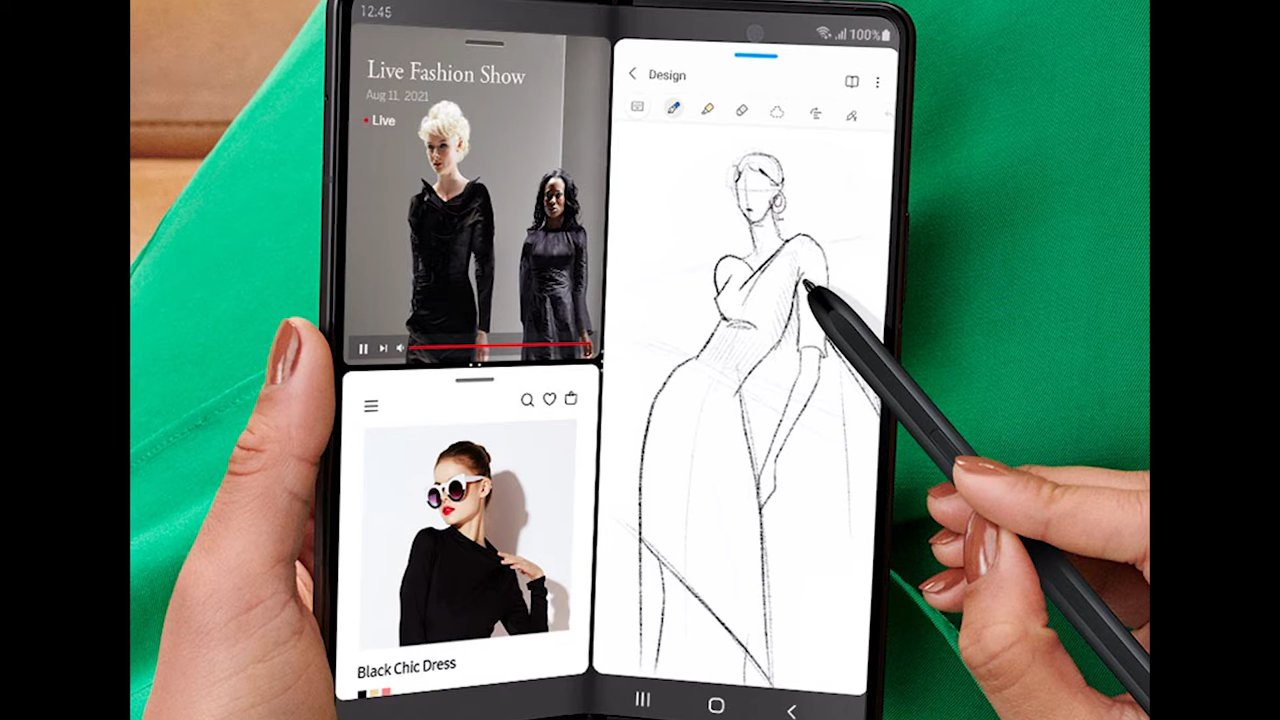 12:45
100%
Live Fashion Show
Aug 11, 2021
Live
Design
Black Chic Dress